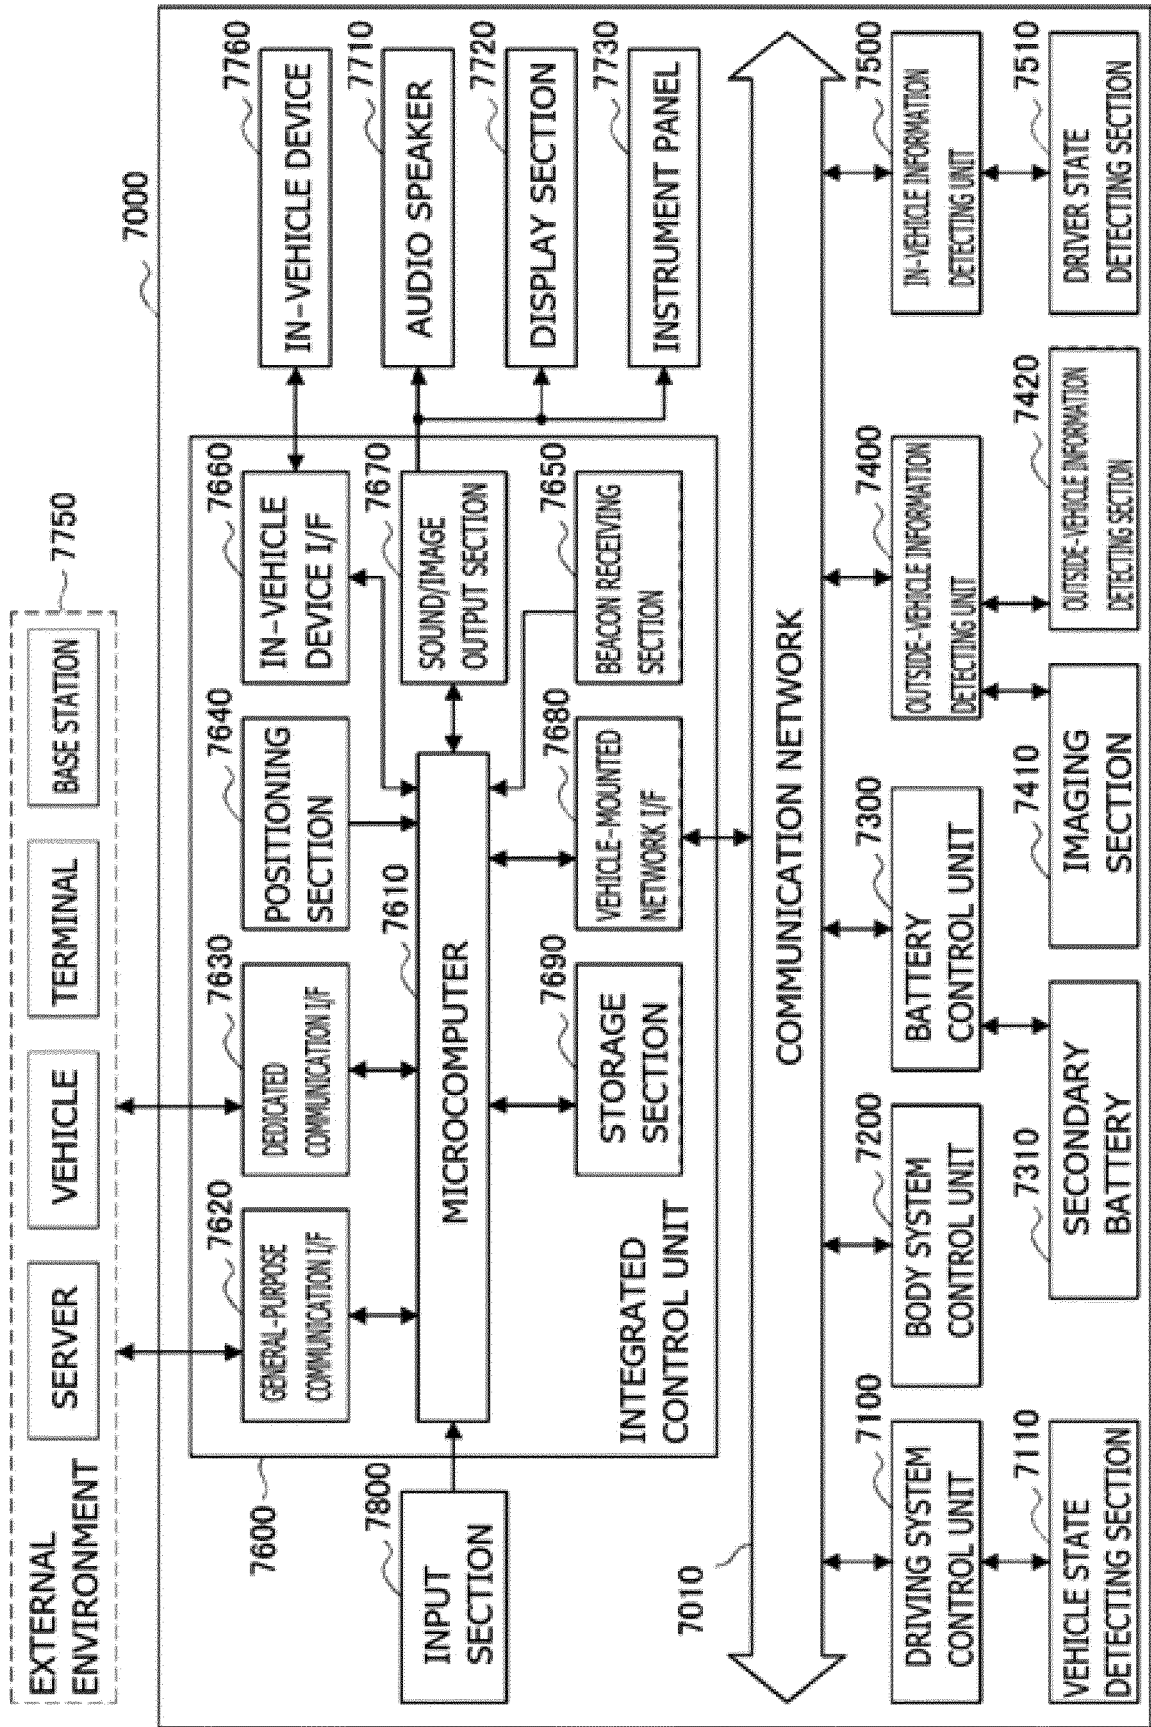 EXTERNAL
ENVIRONMENT
SERVER
VEHICLE
TERMINAL
BASE STATION
7750
7000
7600
7620
GENERAL-PURPOSE
COMMUNICATION I/F
7630
DEDICATED
COMMUNICATION I/F
7640
POSITIONING
SECTION
7660
IN-VEHICLE
DEVICE I/F
7760
IN-VEHICLE DEVICE
7800
INPUT
SECTION
7610
MICROCOMPUTER
7670
SOUND/IMAGE
OUTPUT SECTION
7710
AUDIO SPEAKER
7720
DISPLAY SECTION
7730
INSTRUMENT PANEL
INTEGRATED
CONTROL UNIT
7690
STORAGE
SECTION
7680
VEHICLE-MOUNTED
NETWORK I/F
7650
BEACON RECEIVING
SECTION
7010
COMMUNICATION NETWORK
7100
DRIVING SYSTEM
CONTROL UNIT
7200
BODY SYSTEM
CONTROL UNIT
7300
BATTERY
CONTROL UNIT
7400
OUTSIDE-VEHICLE INFORMATION
DETECTING UNIT
7500
IN-VEHICLE INFORMATION
DETECTING UNIT
7110
VEHICLE STATE
DETECTING SECTION
7310
SECONDARY
BATTERY
7410
IMAGING
SECTION
7420
OUTSIDE-VEHICLE INFORMATION
DETECTING SECTION
7510
DRIVER STATE
DETECTING SECTION